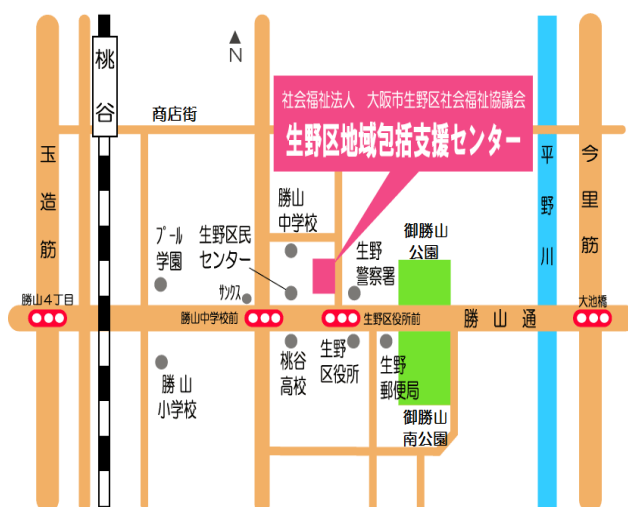 桃谷
N
商店街
社会福祉法人　大阪市生野区社会福祉協議会
生野区地域包括支援センター
玉造筋
平野川
今里筋
勝山
中学校
プール
学園
生野区民
センター
御勝山
公園
生野
警察署
サンクス
勝山4丁目
勝山中学校前
生野区役所前
勝山通
大池橋
勝山
小学校
桃谷
高校
生野
区役所
生野
郵便局
御勝山
南公園